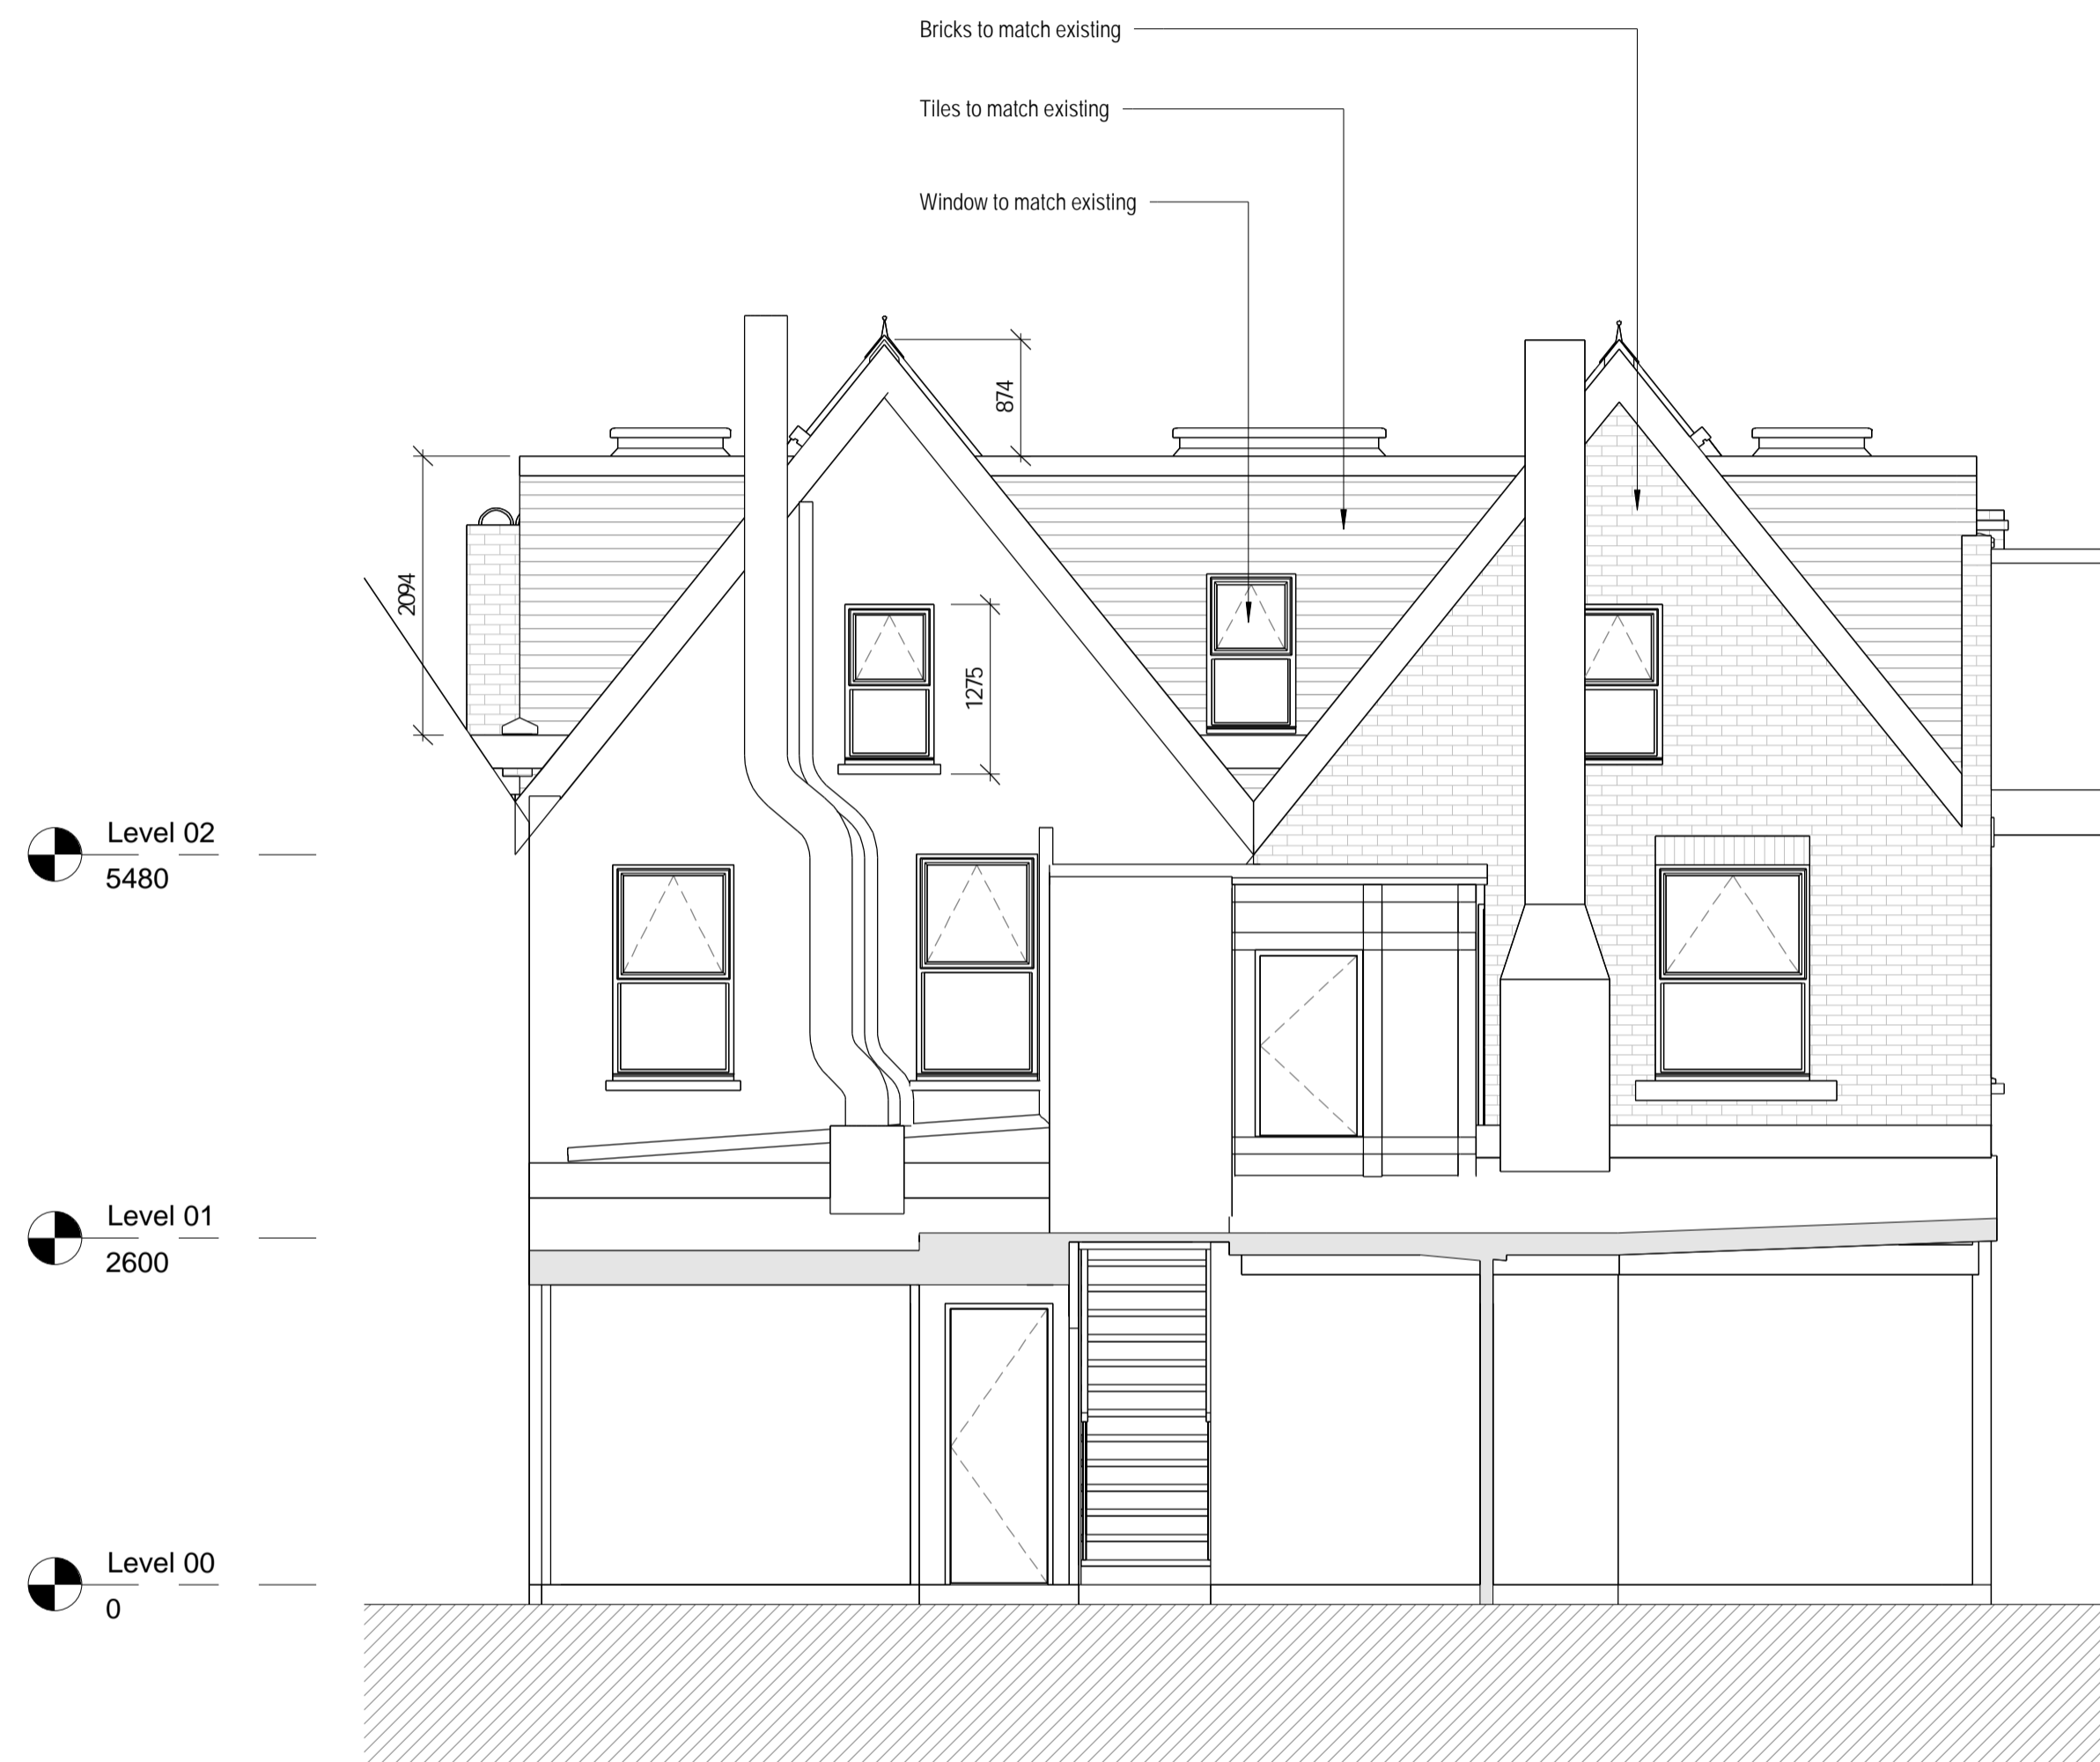 Bricks to match existing
Tiles to match existing
Window to match existing
874
2094
1275
Level 02
5480
Level 01
2600
Level 00
0